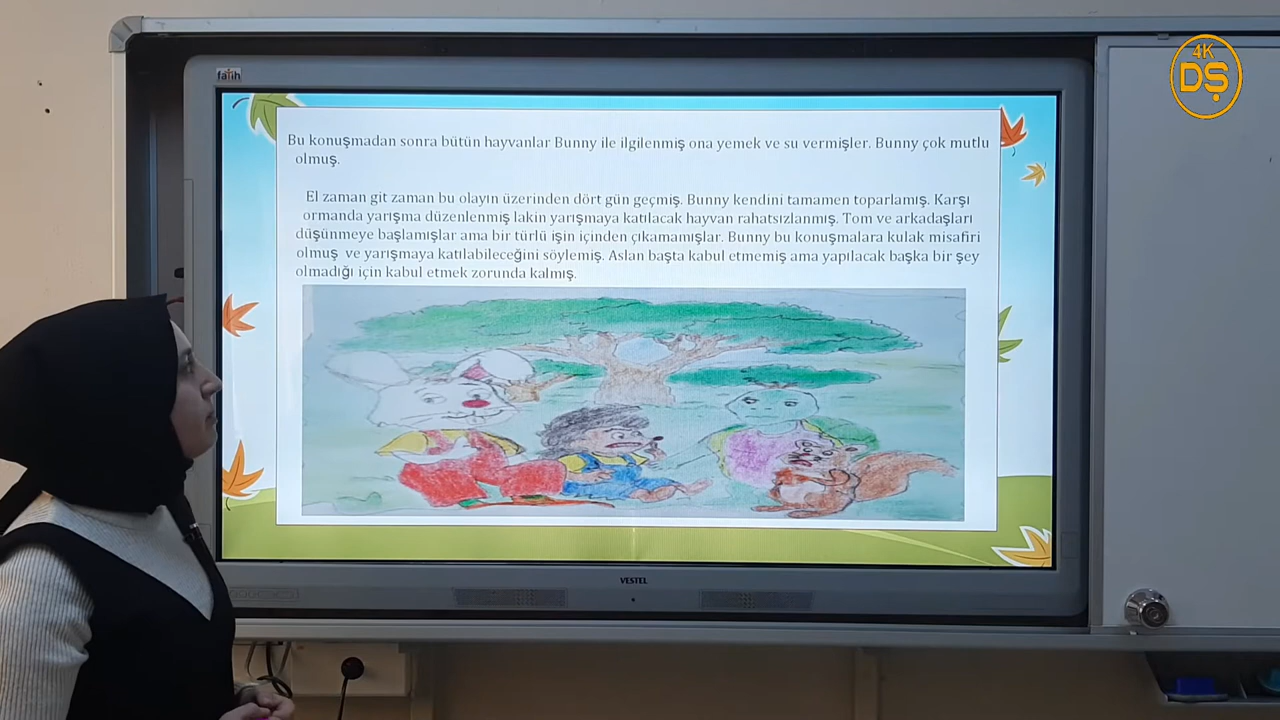 4K
DŞ
fatih
Bu konuşmadan sonra bütün hayvanlar Bunny ile ilgilenmiş ona yemek ve su vermişler. Bunny çok mutlu
olmuş.
El zaman git zaman bu olayın üzerinden dört gün geçmiş. Bunny kendini tamamen toparlamış. Karşı
ormanda yarışma düzenlenmiş lakin yarışmaya katılacak hayvan rahatsızlanmış. Tom ve arkadaşları
düşünmeye başlamışlar ama bir türlü işin içinden çıkamamışlar. Bunny bu konuşmalara kulak misafiri
olmuş ve yarışmaya katılabileceğini söylemiş. Aslan başta kabul etmemiş ama yapılacak başka bir şey
olmadığı için kabul etmek zorunda kalmış.
VESTEL